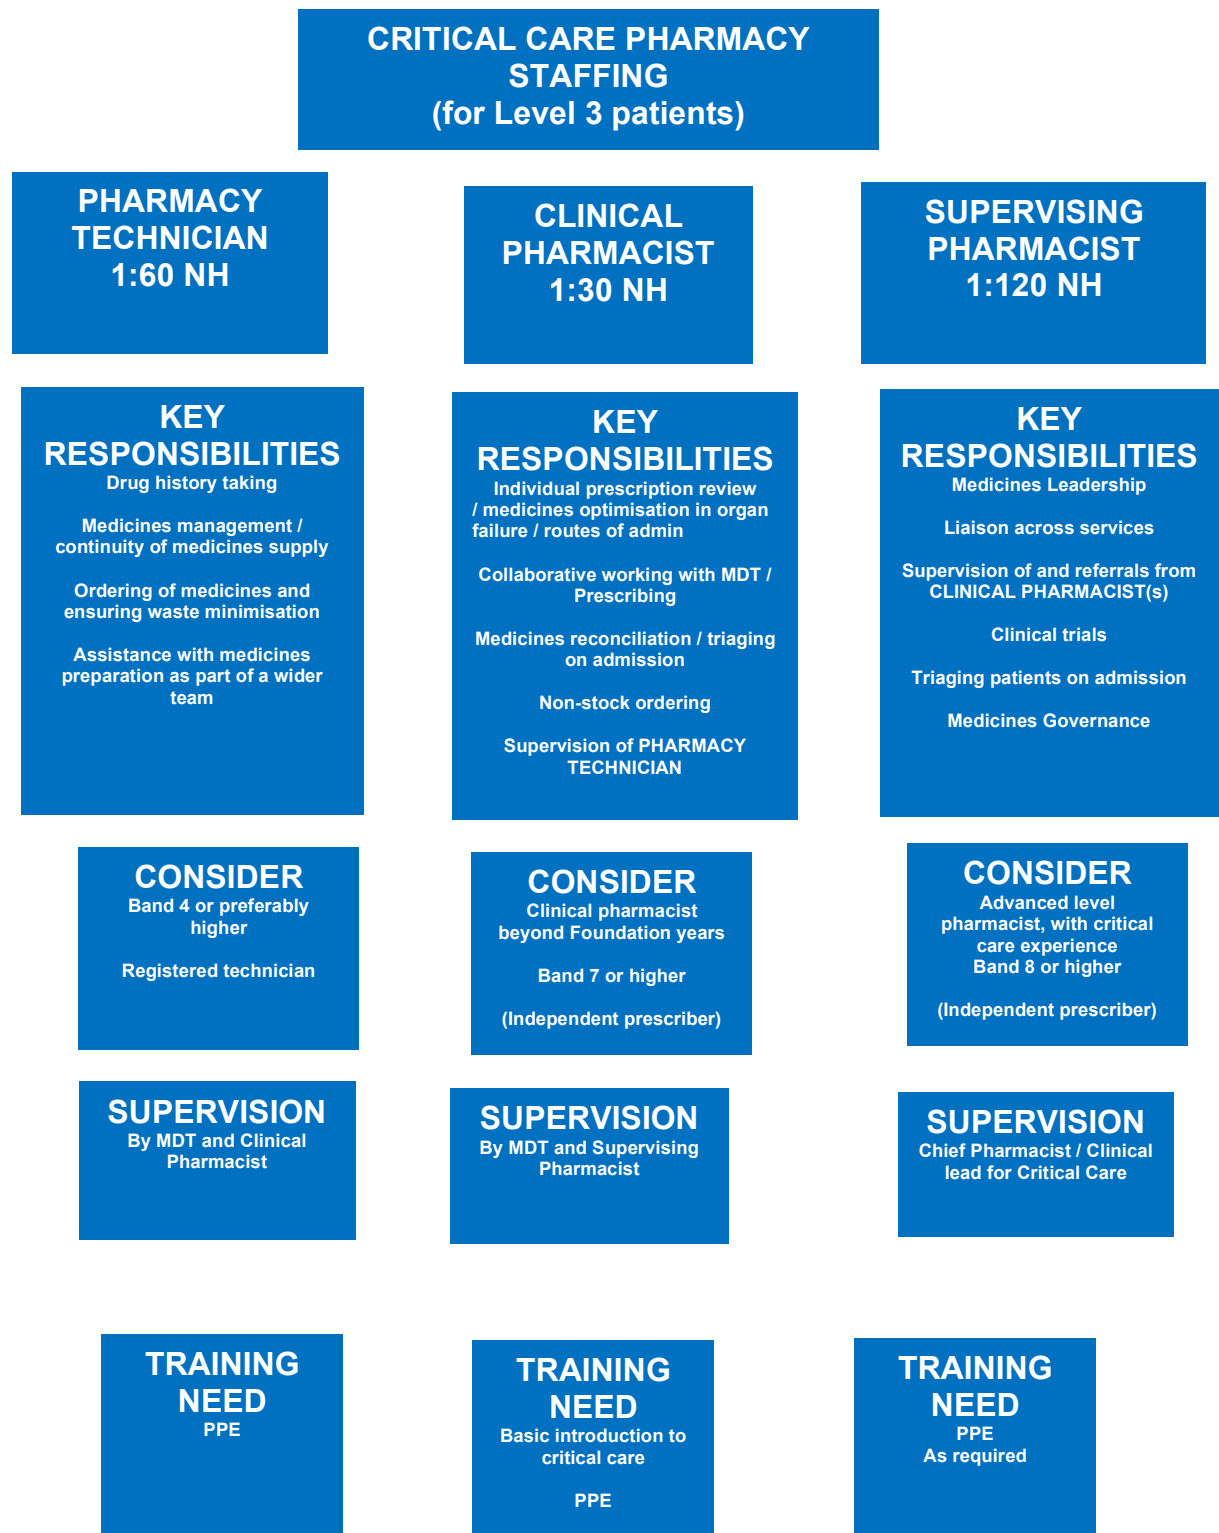 CRITICAL CARE PHARMACY
STAFFING
(for Level 3 patients)
PHARMACY
TECHNICIAN
1:60 NH
CLINICAL
PHARMACIST
1:30 NH
SUPERVISING
PHARMACIST
1:120 NH
KEY
RESPONSIBILITIES
Drug history taking
Medicines management /
continuity of medicines supply
Ordering of medicines and
ensuring waste minimisation
Assistance with medicines
preparation as part of a wider
team
KEY
RESPONSIBILITIES
Individual prescription review
/ medicines optimisation in organ
failure / routes of admin
Collaborative working with MDT /
Prescribing
Medicines reconciliation / triaging
on admission
Non-stock ordering
Supervision of PHARMACY
TECHNICIAN
KEY
RESPONSIBILITIES
Medicines Leadership
Liaison across services
Supervision of and referrals from
CLINICAL PHARMACIST(s)
Clinical trials
Triaging patients on admission
Medicines Governance
CONSIDER
Band 4 or preferably
higher
Registered technician
CONSIDER
Clinical pharmacist
beyond Foundation years
Band 7 or higher
(Independent prescriber)
CONSIDER
Advanced level
pharmacist, with critical
care experience
Band 8 or higher
(Independent prescriber)
SUPERVISION
By MDT and Clinical
Pharmacist
SUPERVISION
By MDT and Supervising
Pharmacist
SUPERVISION
Chief Pharmacist / Clinical
lead for Critical Care
TRAINING
NEED
PPE
TRAINING
NEED
Basic introduction to
critical care
PPE
TRAINING
NEED
PPE
As required